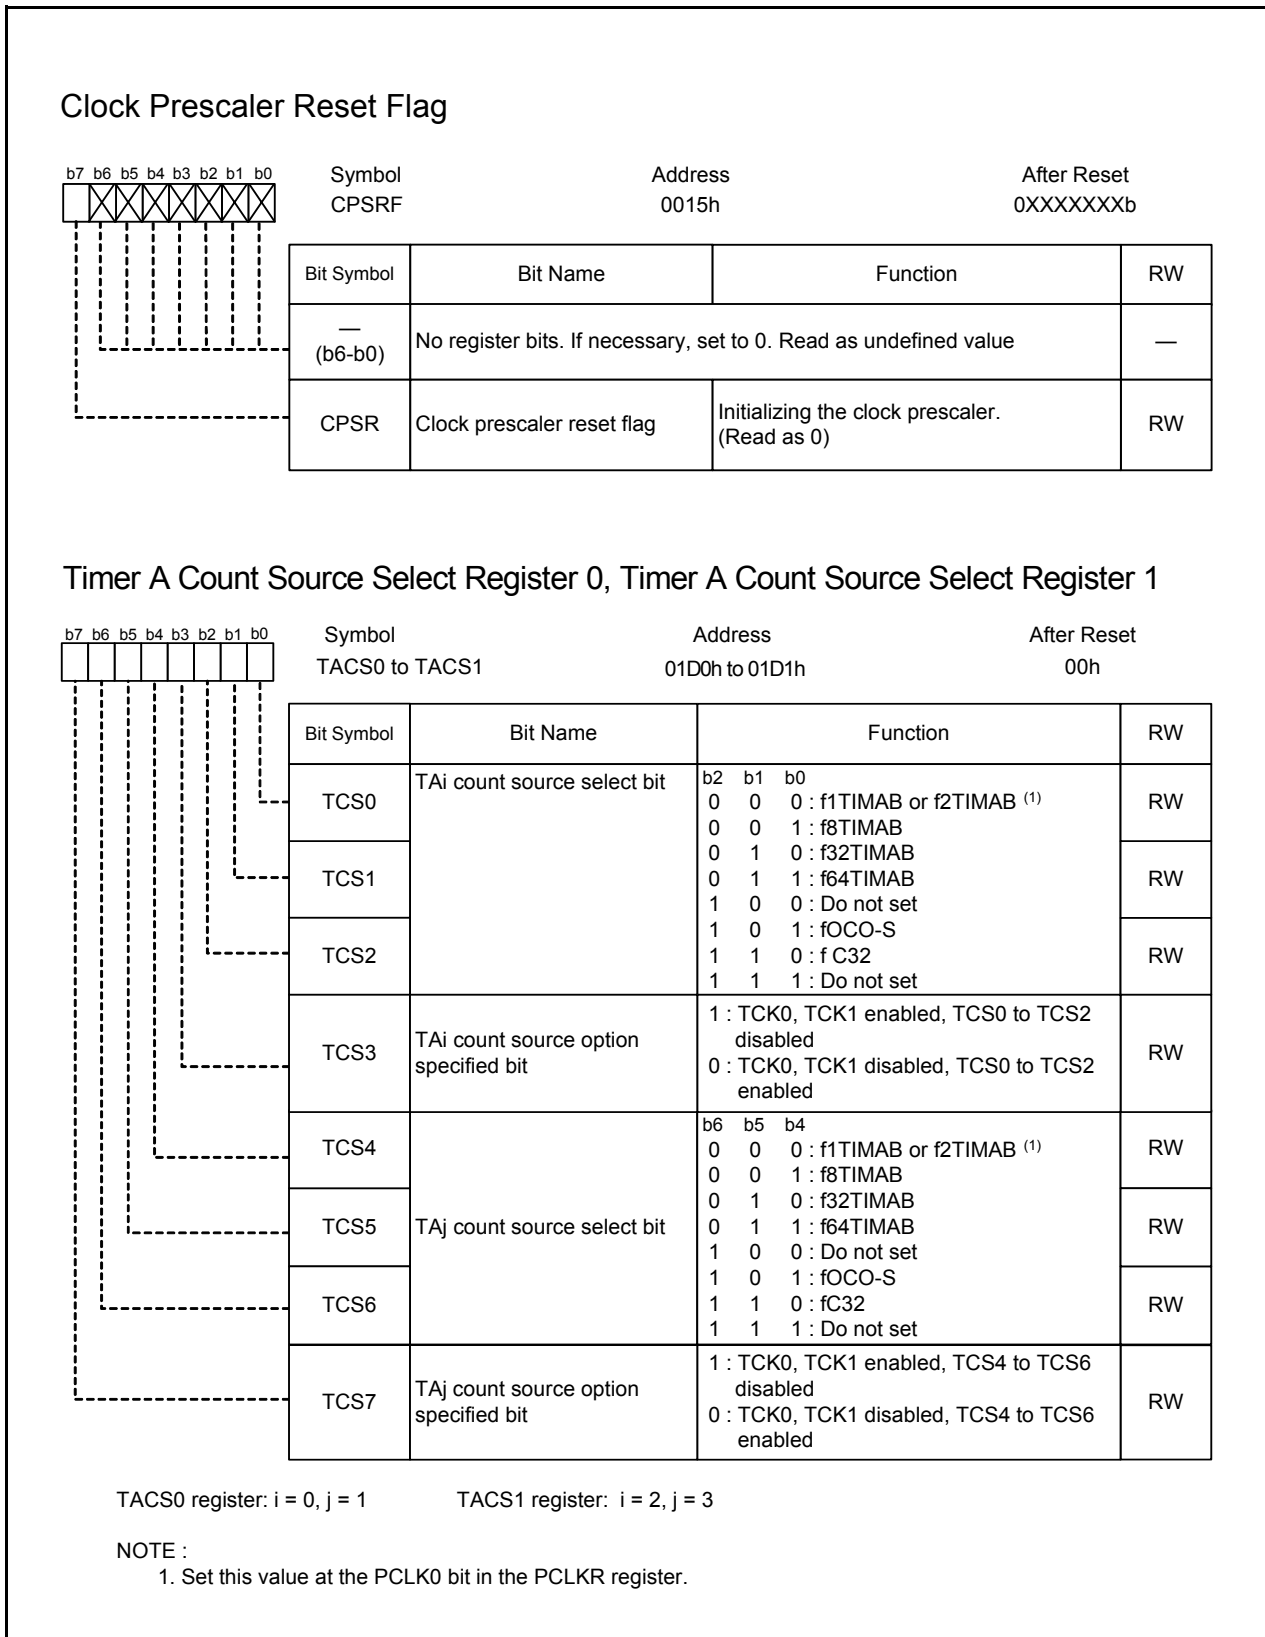 Clock Prescaler Reset Flag
b7 b6 b5 b4 b3 b2 b1 b0
Symbol Address After Reset
CPSRF 0015h 0XXXXXXXb
Bit Symbol Bit Name Function RW
—
(b6-b0) No register bits. If necessary, set to 0. Read as undefined value —
CPSR Clock prescaler reset flag Initializing the clock prescaler.
(Read as 0) RW
Timer A Count Source Select Register 0, Timer A Count Source Select Register 1
b7 b6 b5 b4 b3 b2 b1 b0
Symbol Address After Reset
TACS0 to TACS1 01D0h to 01D1h 00h
Bit Symbol Bit Name Function RW
TAi count source select bit
b2 b1 b0
TCS0 0 0 0 : f1TIMAB or f2TIMAB (1) RW
0 0 1 : f8TIMAB
0 1 0 : f32TIMAB
TCS1 0 1 1 : f64TIMAB RW
1 0 0 : Do not set
1 0 1 : fOCO-S
TCS2 1 1 0 : f C32 RW
1 1 1 : Do not set
1 : TCK0, TCK1 enabled, TCS0 to TCS2
disabled
TCS3 TAi count source option
specified bit RW
0 : TCK0, TCK1 disabled, TCS0 to TCS2
enabled
b6 b5 b4
TCS4 0 0 0 : f1TIMAB or f2TIMAB (1) RW
0 0 1 : f8TIMAB
0 1 0 : f32TIMAB
TCS5 TAj count source select bit 0 1 1 : f64TIMAB RW
1 0 0 : Do not set
1 0 1 : fOCO-S
TCS6 1 1 0 : fC32 RW
1 1 1 : Do not set
1 : TCK0, TCK1 enabled, TCS4 to TCS6
disabled
TCS7 TAj count source option
specified bit RW
0 : TCK0, TCK1 disabled, TCS4 to TCS6
enabled
TACS0 register: i = 0, j = 1 TACS1 register: i = 2, j = 3
NOTE :
1. Set this value at the PCLK0 bit in the PCLKR register.